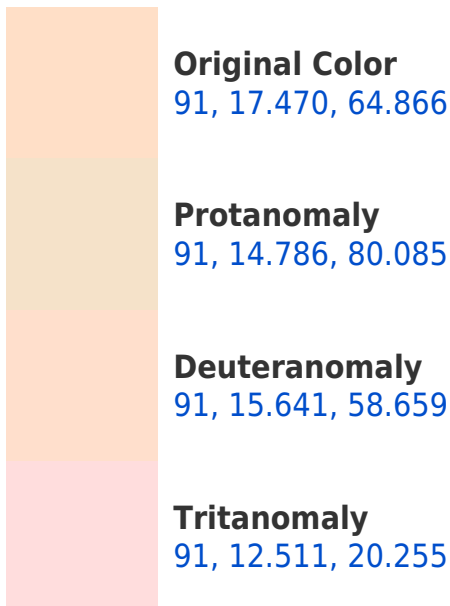 Original Color
91, 17.470, 64.866
Protanomaly
91, 14.786, 80.085
Deuteranomaly
91, 15.641, 58.659
Tritanomaly
91, 12.511, 20.255